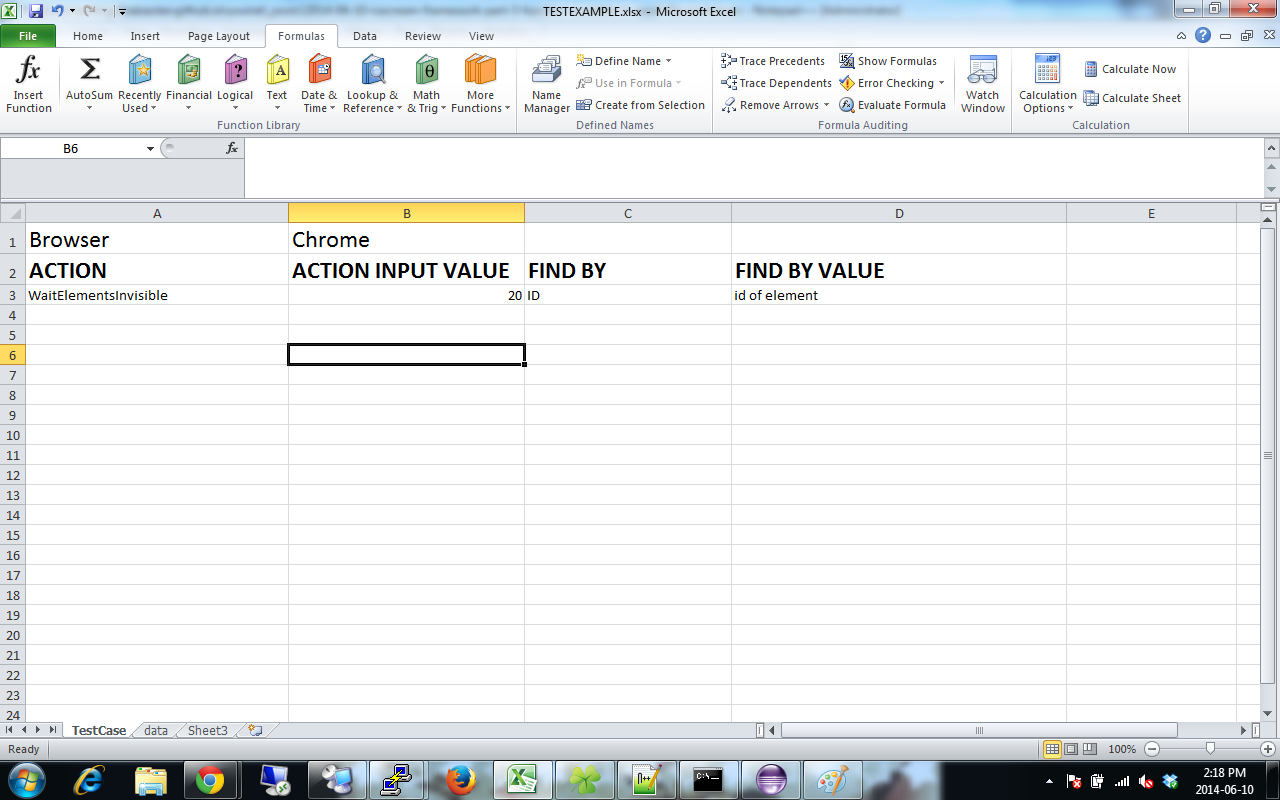 TESTEXAMPLE.xlsx - Microsoft Excel
File Home Insert Page Layout Formulas Data Review View
fx Insert Function
Σ AutoSum
Recently Used
Financial
? Logical
A Text
Date & Time
Lookup & Reference
θ Math & Trig
More Functions
Function Library
Name Manager
Define Name
Use in Formula
Create from Selection
Defined Names
Trace Precedents
Trace Dependents
Remove Arrows
Show Formulas
Error Checking
Evaluate Formula
Formula Auditing
Watch Window
Calculation Options
Calculate Now
Calculate Sheet
Calculation
B6 fx
A B C D E
1 Browser Chrome
2 ACTION ACTION INPUT VALUE FIND BY FIND BY VALUE
3 WaitElementsInvisible 20 ID id of element
4
5
6
7
8
9
10
11
12
13
14
15
16
17
18
19
20
21
22
23
24
TestCase data Sheet3
Ready 100%
C:\_
2:18 PM
2014-06-10